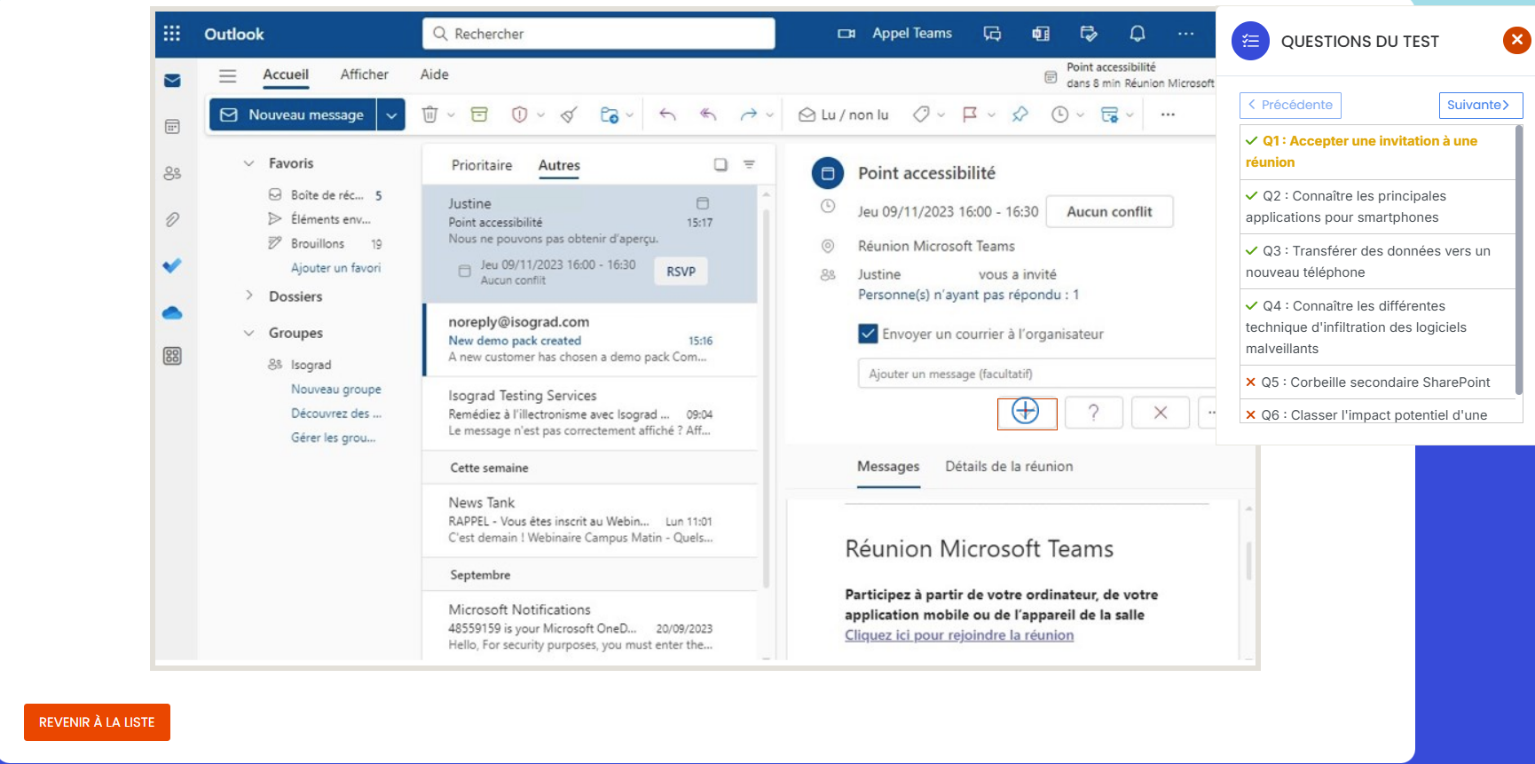 Outlook
Rechercher
Appel Teams
Accueil Afficher Aide
Point accessibilité
dans 8 min Réunion Microsoft
Nouveau message
Lu / non lu
Favoris
Boîte de réc... 5
Éléments env...
Brouillons 19
Ajouter un favori
Dossiers
Groupes
Isograd
Nouveau groupe
Découvrez des ...
Gérer les grou...
Prioritaire Autres
Justine
Point accessibilité 15:17
Nous ne pouvons pas obtenir d'aperçu.
Jeu 09/11/2023 16:00 - 16:30
Aucun conflit
RSVP
noreply@isograd.com
New demo pack created 15:16
A new customer has chosen a demo pack Com...
Isograd Testing Services
Remédiez à l'illectronisme avec Isograd ... 09:04
Le message n'est pas correctement affiché ? Aff...
Cette semaine
News Tank
RAPPEL - Vous êtes inscrit au Webin... Lun 11:01
C'est demain ! Webinaire Campus Matin - Quels...
Septembre
Microsoft Notifications
48559159 is your Microsoft OneD... 20/09/2023
Hello, For security purposes, you must enter the...
Point accessibilité
Jeu 09/11/2023 16:00 - 16:30 Aucun conflit
Réunion Microsoft Teams
Justine vous a invité
Personne(s) n'ayant pas répondu : 1
Envoyer un courrier à l'organisateur
Ajouter un message (facultatif)
?
Messages Détails de la réunion
Réunion Microsoft Teams
Participez à partir de votre ordinateur, de votre
application mobile ou de l'appareil de la salle
Cliquez ici pour rejoindre la réunion
QUESTIONS DU TEST
Précédente
Suivante
Q1 : Accepter une invitation à une
réunion
Q2 : Connaître les principales
applications pour smartphones
Q3 : Transférer des données vers un
nouveau téléphone
Q4 : Connaître les différentes
technique d'infiltration des logiciels
malveillants
Q5 : Corbeille secondaire SharePoint
Q6 : Classer l'impact potentiel d'une
REVENIR À LA LISTE